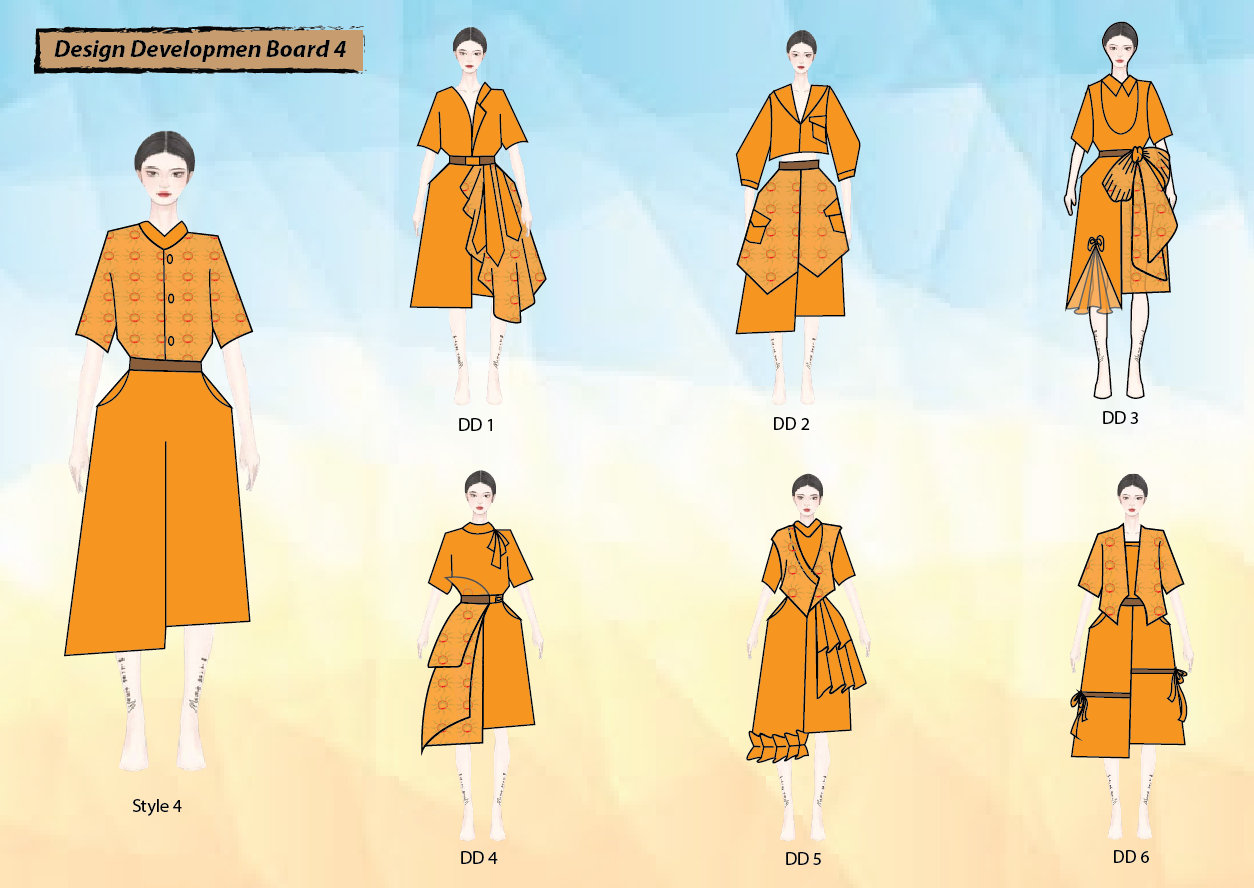 Design Developmen Board 4
DD 1
DD 2
DD 3
Style 4
DD 4
DD 5
DD 6